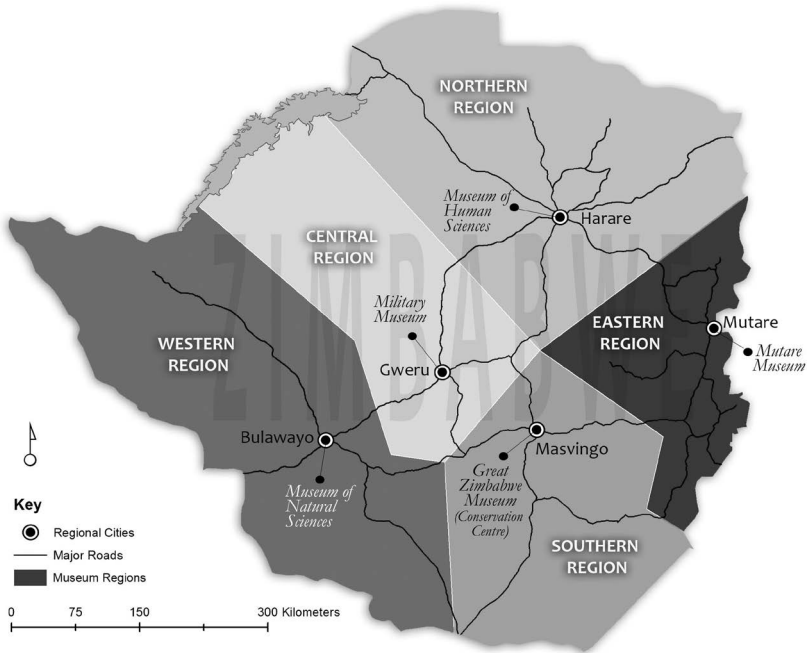 NORTHERN
REGION
Museum of
Human
Sciences
Harare
CENTRAL
REGION
ZIMBABWE
Military
Museum
EASTERN
REGION
Mutare
Mutare
Museum
WESTERN
REGION
Gweru
Bulawayo
Masvingo
Museum of
Natural
Sciences
Great
Zimbabwe
Museum
(Conservation
Centre)
SOUTHERN
REGION
Key
Regional Cities
Major Roads
Museum Regions
0 75 150 300 Kilometers